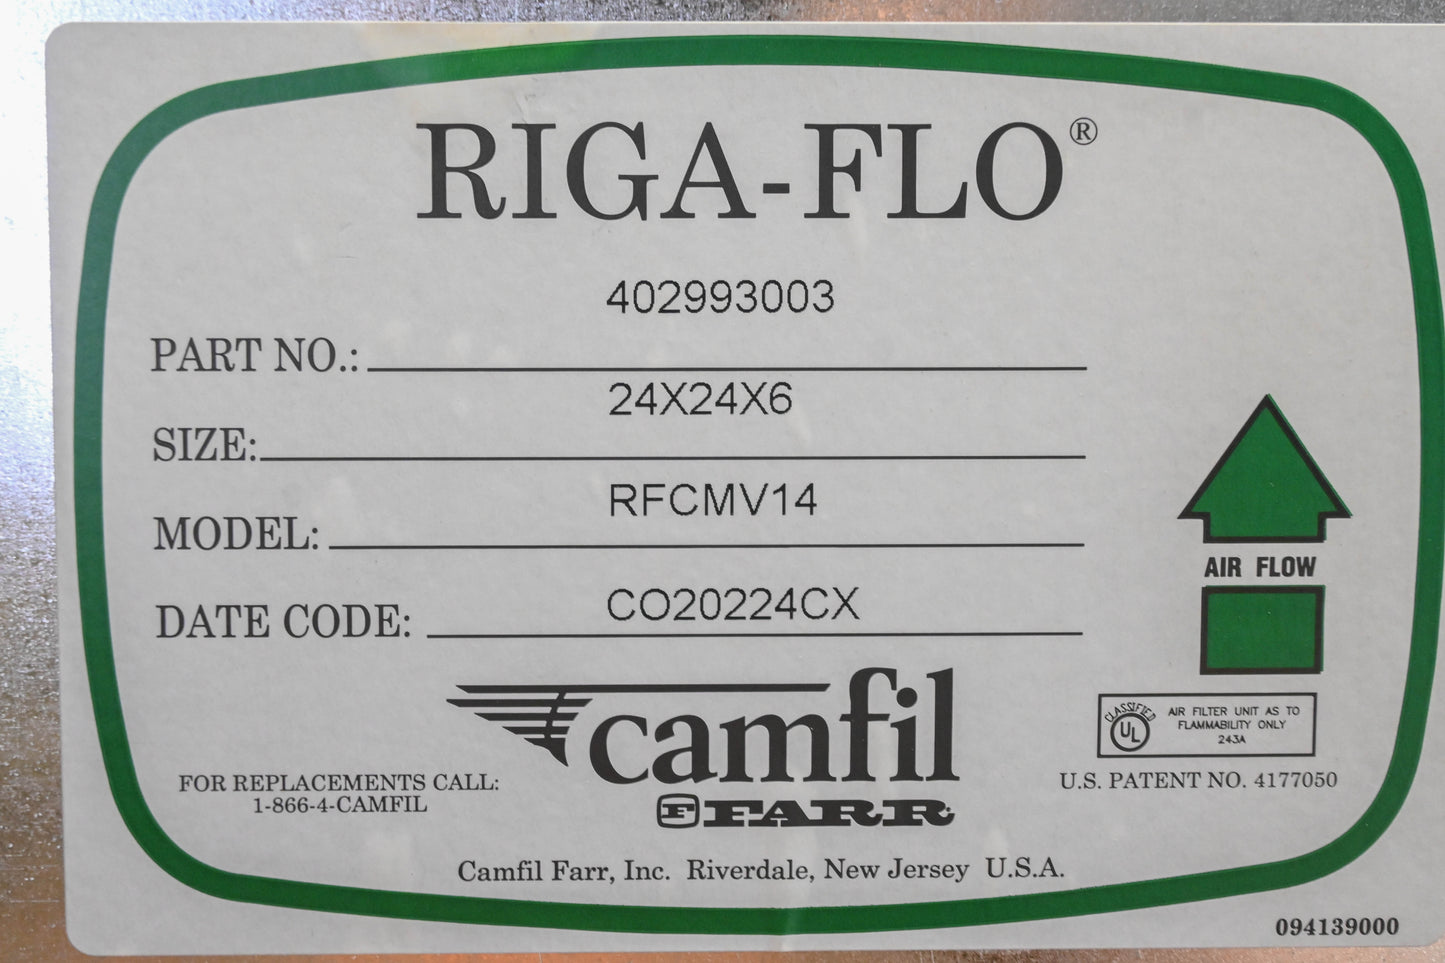 RIGA-FLO®
402993003
PART NO.:
24X24X6
SIZE:
RFCMV14
MODEL:
CO20224CX
DATE CODE:
AIR FLOW
camfil
F FARR
CLASSIFIED
UL
AIR FILTER UNIT AS TO
FLAMMABILITY ONLY
243A
U.S. PATENT NO. 4177050
FOR REPLACEMENTS CALL:
1-866-4-CAMFIL
Camfil Farr, Inc. Riverdale, New Jersey U.S.A.
094139000